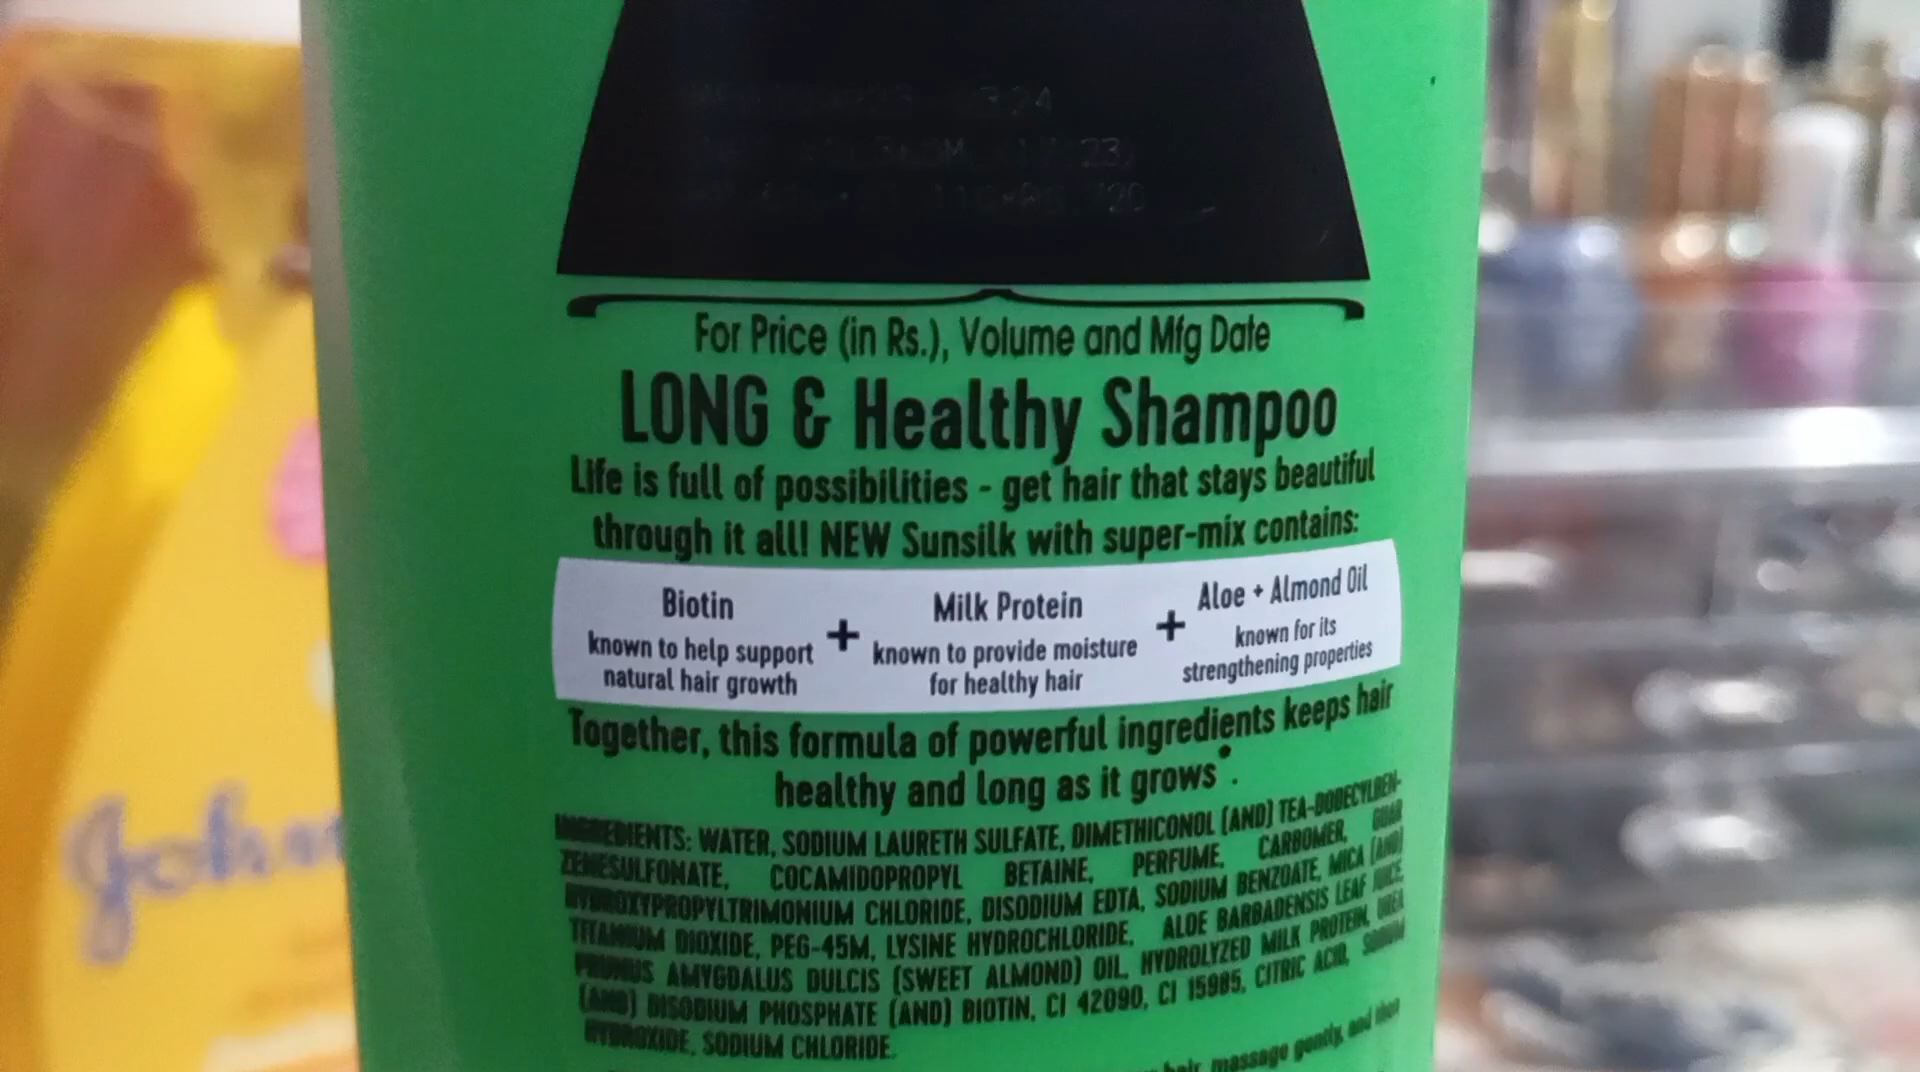 For Price (in Rs.), Volume and Mfg Date
LONG & Healthy Shampoo
Life is full of possibilities - get hair that stays beautiful
through it all! NEW Sunsilk with super-mix contains:
Biotin + Milk Protein + Aloe + Almond Oil
known to help support known to provide moisture known for its
natural hair growth for healthy hair strengthening properties
Together, this formula of powerful ingredients keeps hair
healthy and long as it grows*.
INGREDIENTS: WATER, SODIUM LAURETH SULFATE, DIMETHICONOL (AND) TEA-DODECYLBEN-
ZENESULFONATE, COCAMIDOPROPYL BETAINE, PERFUME, CARBOMER, GUAR
HYDROXYPROPYLTRIMONIUM CHLORIDE, DISODIUM EDTA, SODIUM BENZOATE, MICA (AND)
TITANIUM DIOXIDE, PEG-45M, LYSINE HYDROCHLORIDE, ALOE BARBADENSIS LEAF JUICE,
PRUNUS AMYGDALUS DULCIS (SWEET ALMOND) OIL, HYDROLYZED MILK PROTEIN, UREA
(AND) DISODIUM PHOSPHATE (AND) BIOTIN, CI 42090, CI 15985, CITRIC ACID, SODIUM
HYDROXIDE, SODIUM CHLORIDE.
hair, massage gently, and then